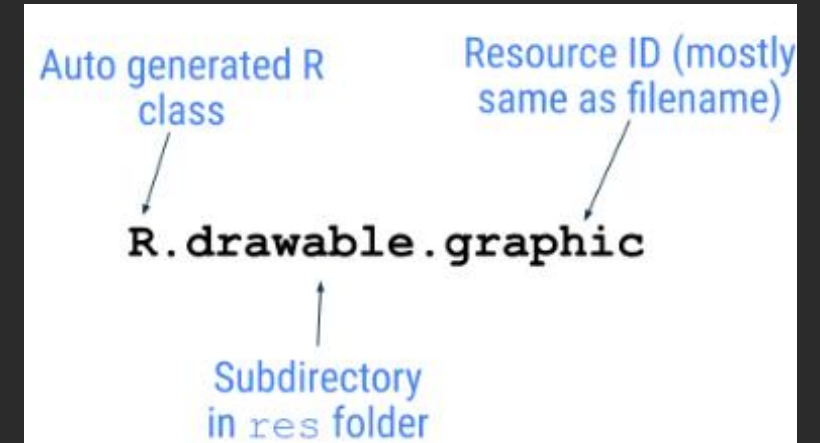 Auto generated R
class
Resource ID (mostly
same as filename)
R.drawable.graphic
Subdirectory
in res folder